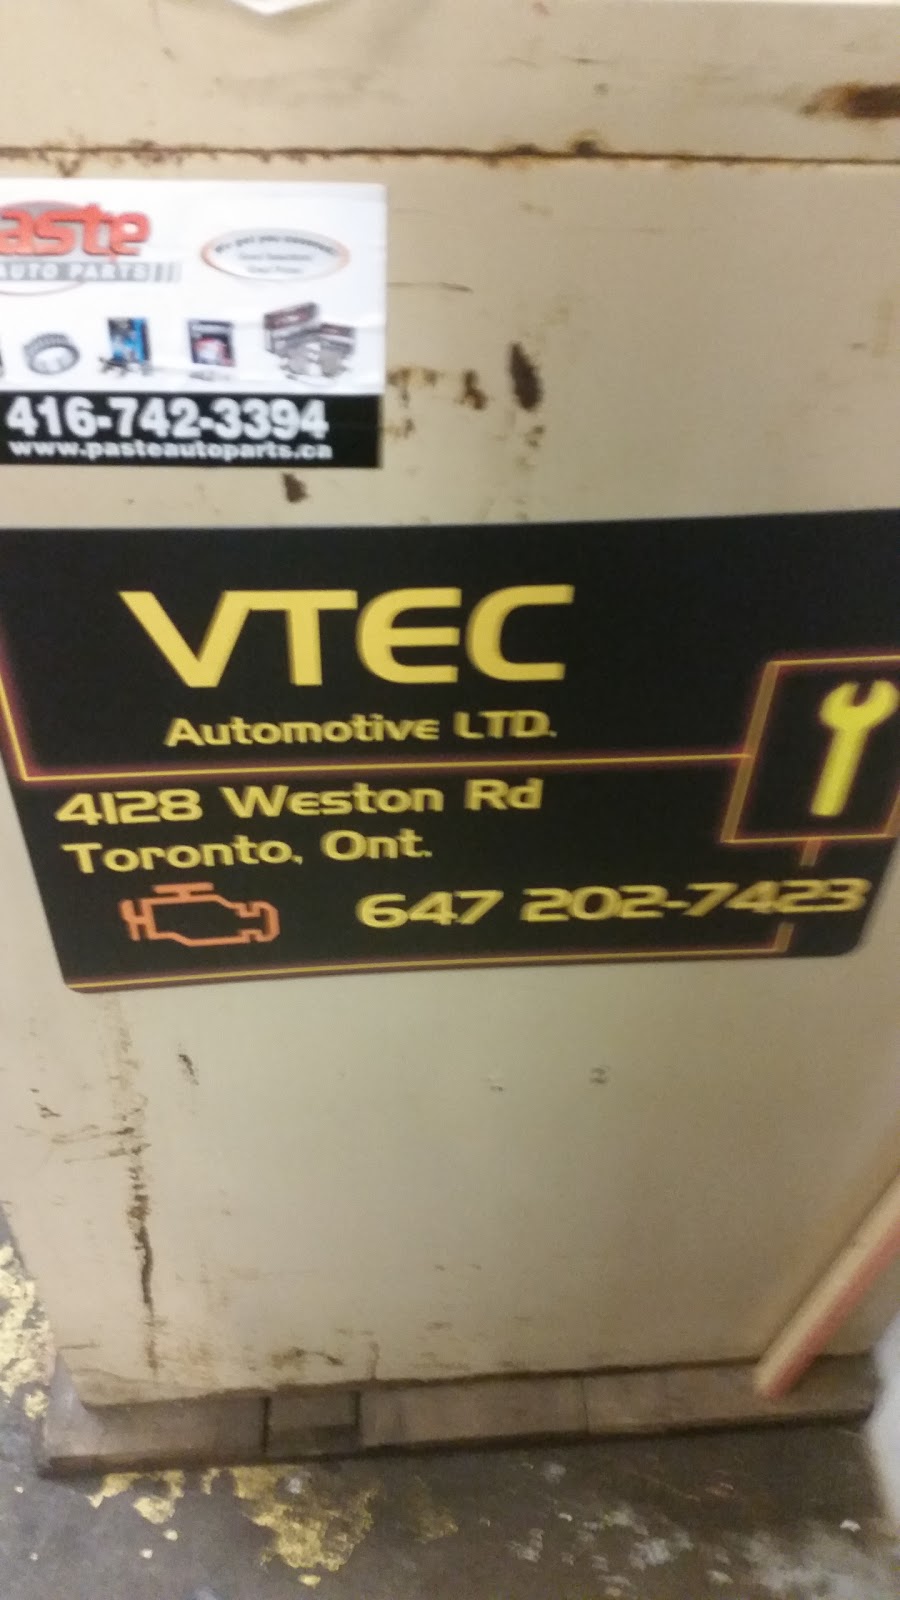 aste
AUTO PARTS
416-742-3394
www.pasteautoparts.ca
VTEC
Automotive LTD.
4128 Weston Rd
Toronto, Ont.
647 202-7423